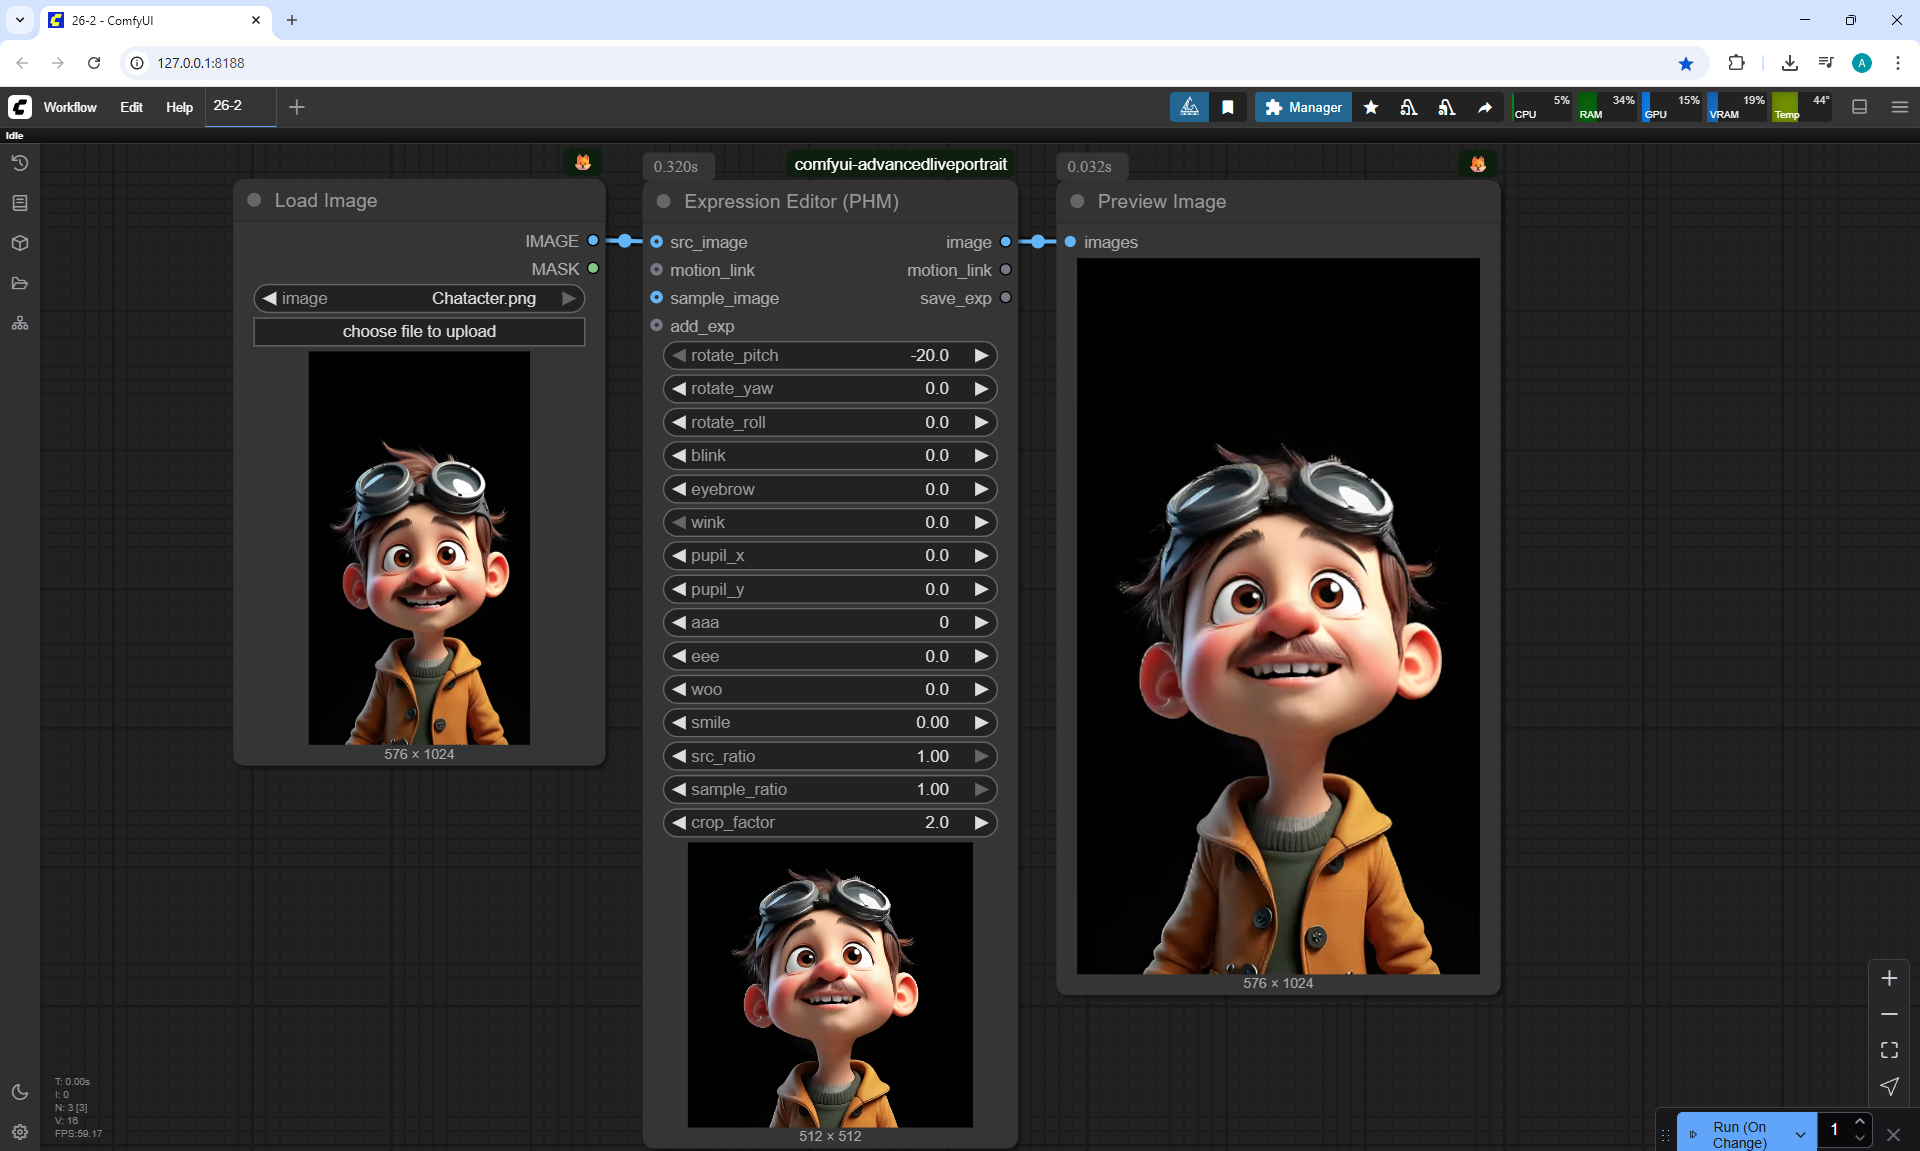 26-2 - ComfyUI
127.0.0.1:8188
Workflow Edit Help 26-2
Manager
CPU 5% RAM 34% GPU 15% VRAM 19% Temp 44°
Idle
Load Image
IMAGE
MASK
image Chatacter.png
choose file to upload
576 × 1024
0.320s comfyui-advancedliveportrait
Expression Editor (PHM)
src_image image
motion_link motion_link
sample_image save_exp
add_exp
rotate_pitch -20.0
rotate_yaw 0.0
rotate_roll 0.0
blink 0.0
eyebrow 0.0
wink 0.0
pupil_x 0.0
pupil_y 0.0
aaa 0
eee 0.0
woo 0.0
smile 0.00
src_ratio 1.00
sample_ratio 1.00
crop_factor 2.0
512 × 512
0.032s
Preview Image
images
576 × 1024
T: 0.00s
I: 0
N: 3 [3]
V: 16
FPS:59.17
Run (On
Change)
1
A